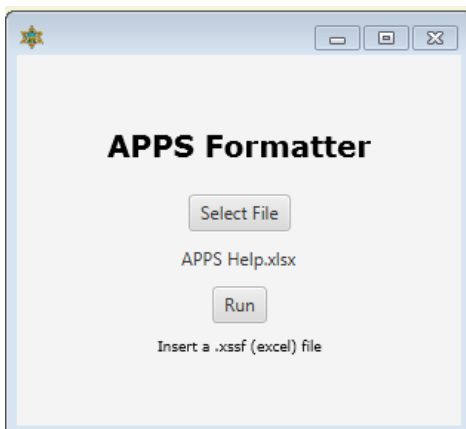 APPS Formatter
Select File
APPS Help.xlsx
Run
Insert a .xssf (excel) file